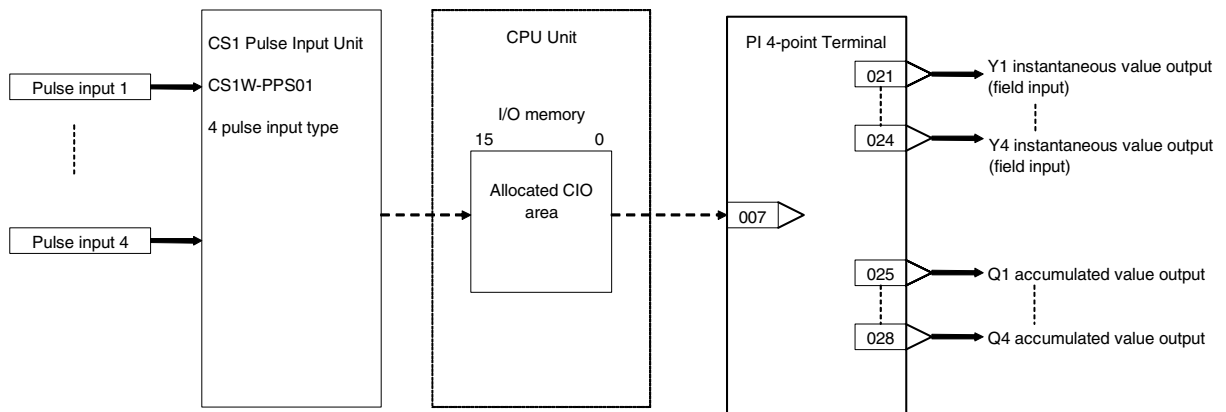 CS1 Pulse Input Unit
CS1W-PPS01
4 pulse input type
Pulse input 1
Pulse input 4
CPU Unit
I/O memory
15 0
Allocated CIO
area
PI 4-point Terminal
021
024
007
025
028
Y1 instantaneous value output
(field input)
Y4 instantaneous value output
(field input)
Q1 accumulated value output
Q4 accumulated value output